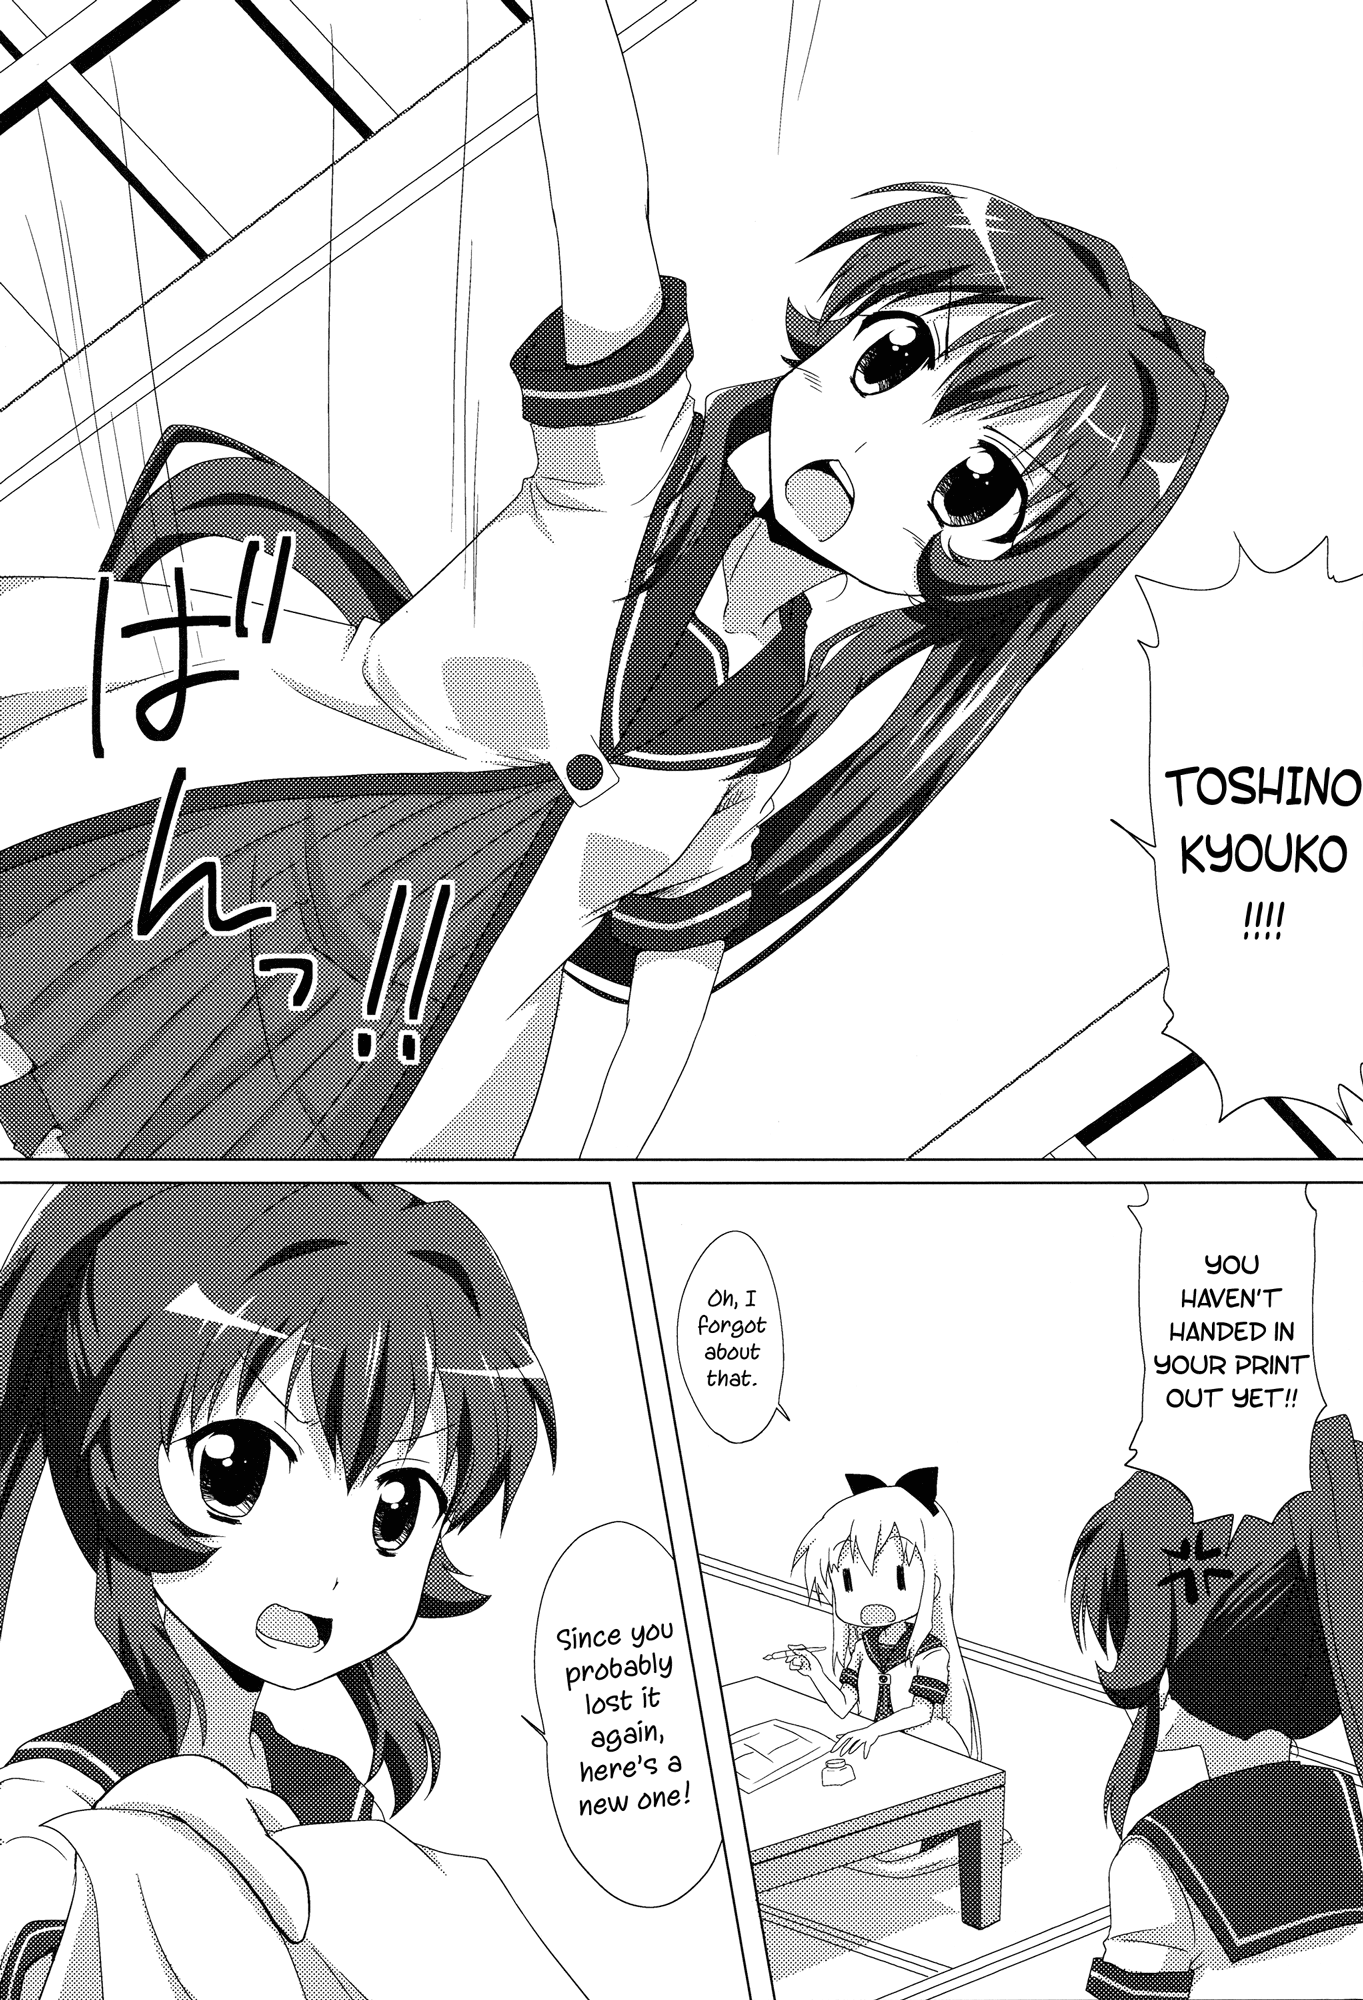 TOSHINO
KYOUKO
!!!!
ばんっ!!
YOU
HAVEN'T
HANDED IN
YOUR PRINT
OUT YET!!
Oh, I
forgot
about
that.
Since you
probably
lost it
again,
here's a
new one!